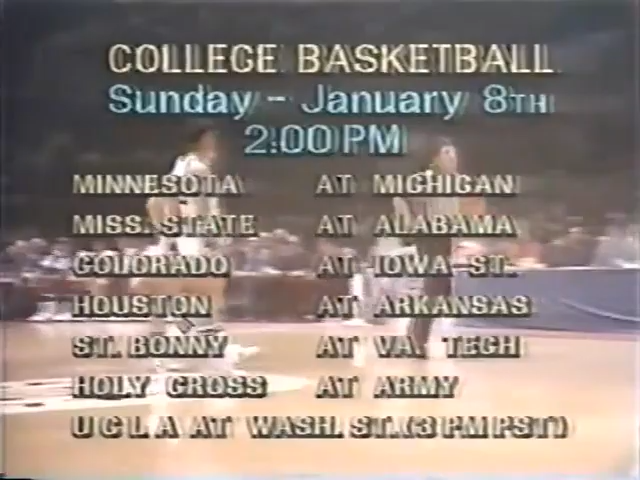 COLLEGE BASKETBALL
Sunday - January 8TH
2:00 PM
MINNESOTA AT MICHIGAN
MISS. STATE AT ALABAMA
COLORADO AT IOWA ST.
HOUSTON AT ARKANSAS
ST. BONNY AT VA. TECH
HOLY CROSS AT ARMY
UCLA AT WASH. ST. (3 PM PST)